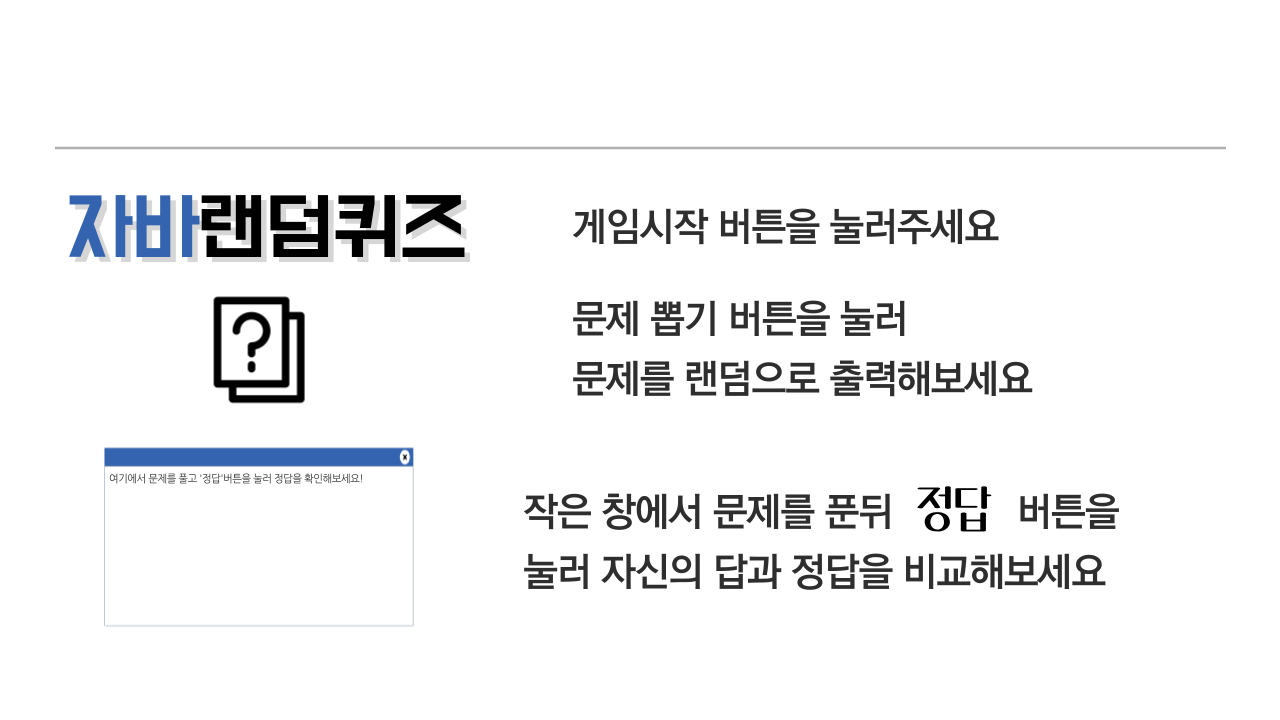 자바랜덤퀴즈
게임시작 버튼을 눌러주세요
?
문제 뽑기 버튼을 눌러
문제를 랜덤으로 출력해보세요
x
여기에서 문제를 풀고 '정답'버튼을 눌러 정답을 확인해보세요!
작은 창에서 문제를 푼뒤 정답 버튼을
눌러 자신의 답과 정답을 비교해보세요